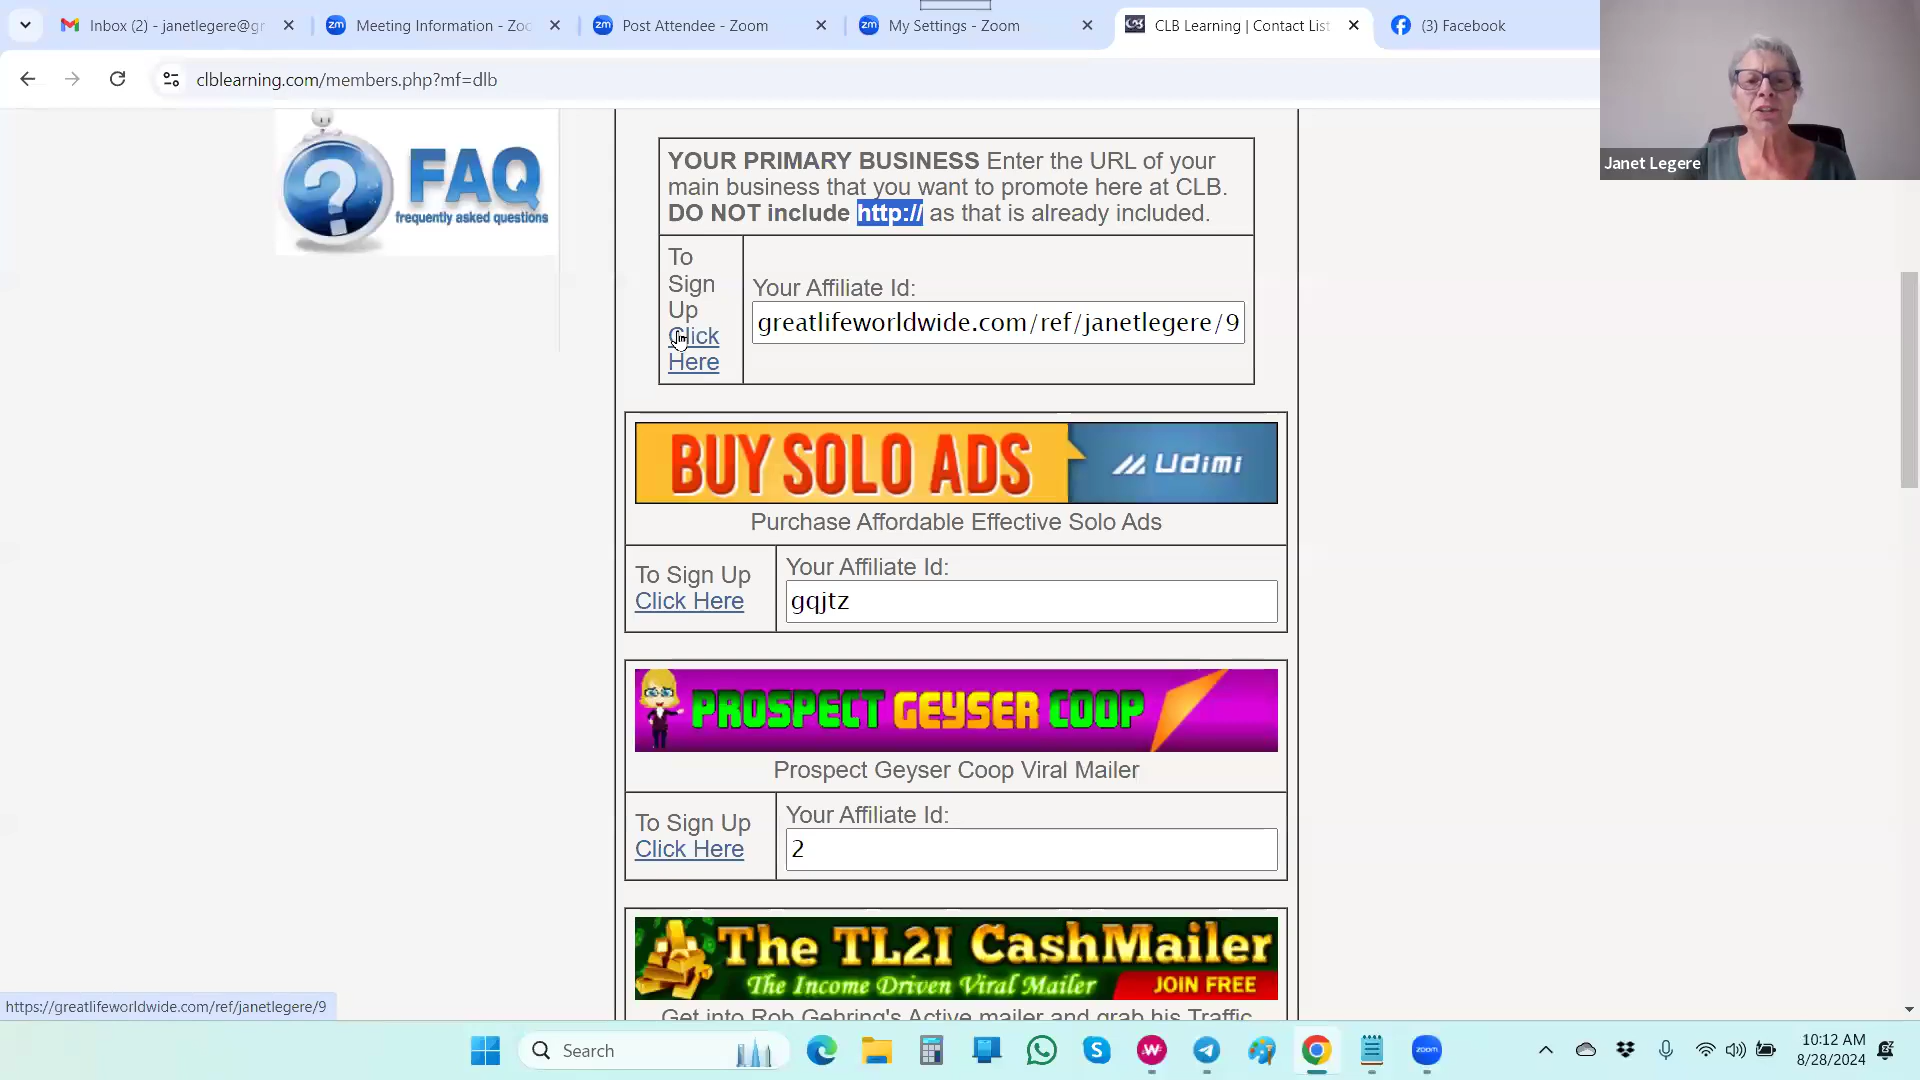 Inbox (2) - janetlegere@gr
zm Meeting Information - Zoo
zm Post Attendee - Zoom
zm My Settings - Zoom
CLB Learning | Contact List
(3) Facebook
clblearning.com/members.php?mf=dlb
Janet Legere
FAQ
frequently asked questions
YOUR PRIMARY BUSINESS Enter the URL of your
main business that you want to promote here at CLB.
DO NOT include http:// as that is already included.
To
Sign
Up
Click
Here
Your Affiliate Id:
greatlifeworldwide.com/ref/janetlegere/9
BUY SOLO ADS Udimi
Purchase Affordable Effective Solo Ads
To Sign Up
Click Here
Your Affiliate Id:
gqjtz
PROSPECT GEYSER COOP
Prospect Geyser Coop Viral Mailer
To Sign Up
Click Here
Your Affiliate Id:
2
The TL2I CashMailer
The Income Driven Viral Mailer JOIN FREE
Get into Rob Gehring's Active mailer and grab his Traffic
https://greatlifeworldwide.com/ref/janetlegere/9
Search
zoom
10:12 AM
8/28/2024